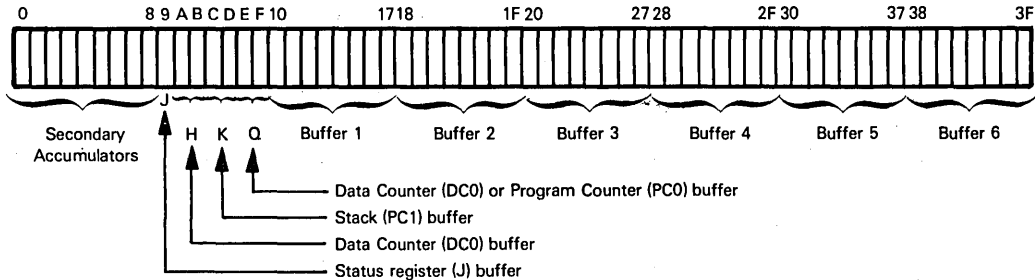 0 8 9 A B C D E F 10 17 18 1F 20 27 28 2F 30 37 38 3F
J
Secondary Accumulators
H K Q Buffer 1 Buffer 2 Buffer 3 Buffer 4 Buffer 5 Buffer 6
Data Counter (DC0) or Program Counter (PC0) buffer
Stack (PC1) buffer
Data Counter (DC0) buffer
Status register (J) buffer